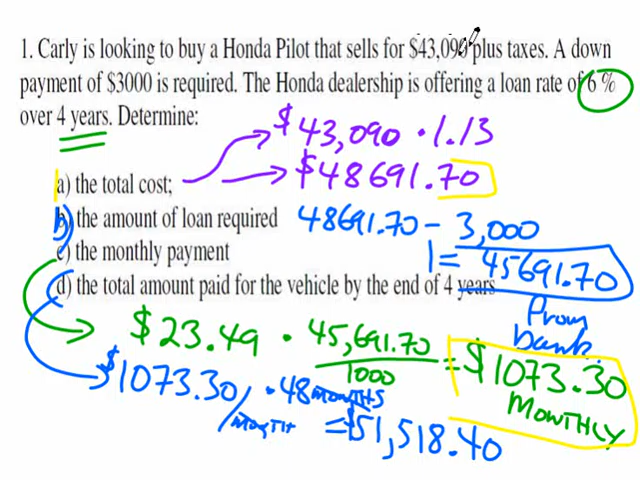 1. Carly is looking to buy a Honda Pilot that sells for $43,090 plus taxes. A down
payment of $3000 is required. The Honda dealership is offering a loan rate of 6%
over 4 years. Determine:
$43,090 · 1.13
a) the total cost;
$48691.70
b) the amount of loan required
48691.70 - 3,000
c) the monthly payment
= 45691.70
d) the total amount paid for the vehicle by the end of 4 years
From
bank
$23.49 · 45,691.70
1000
= $1073.30
MONTHLY
$1073.30/MONTH · 48 MONTHS
= $51,518.40